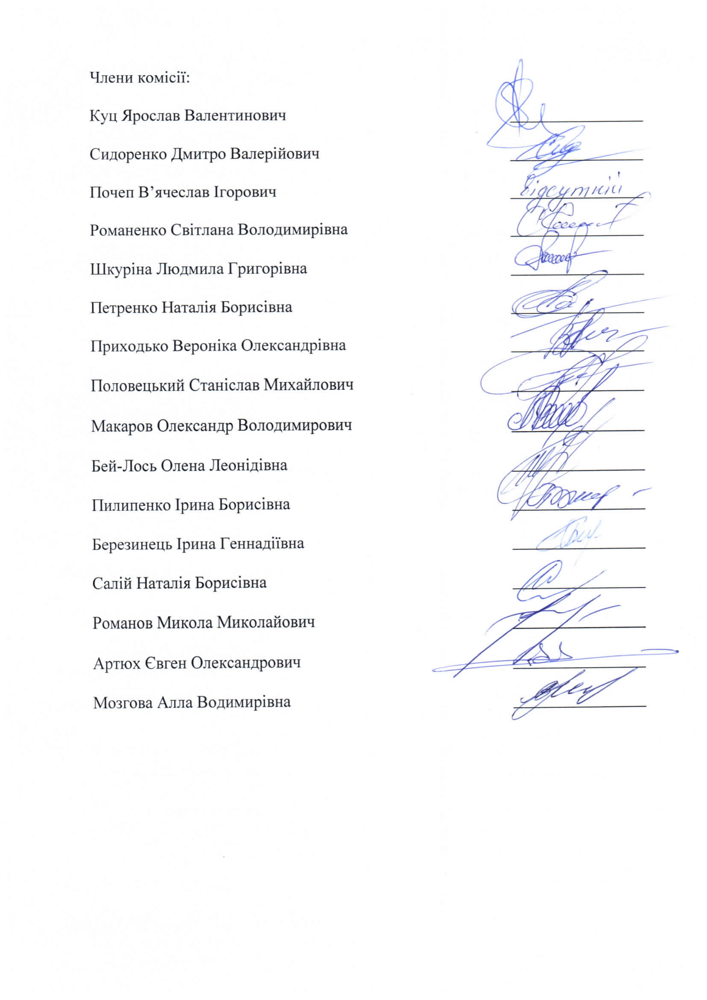 Члени комісії:
Куц Ярослав Валентинович
Сидоренко Дмитро Валерійович
Почеп В’ячеслав Ігорович відсутній
Романенко Світлана Володимирівна
Шкуріна Людмила Григорівна
Петренко Наталія Борисівна
Приходько Вероніка Олександрівна
Половецький Станіслав Михайлович
Макаров Олександр Володимирович
Бей-Лось Олена Леонідівна
Пилипенко Ірина Борисівна
Березинець Ірина Геннадіївна
Салій Наталія Борисівна
Романов Микола Миколайович
Артюх Євген Олександрович
Мозгова Алла Водимирівна